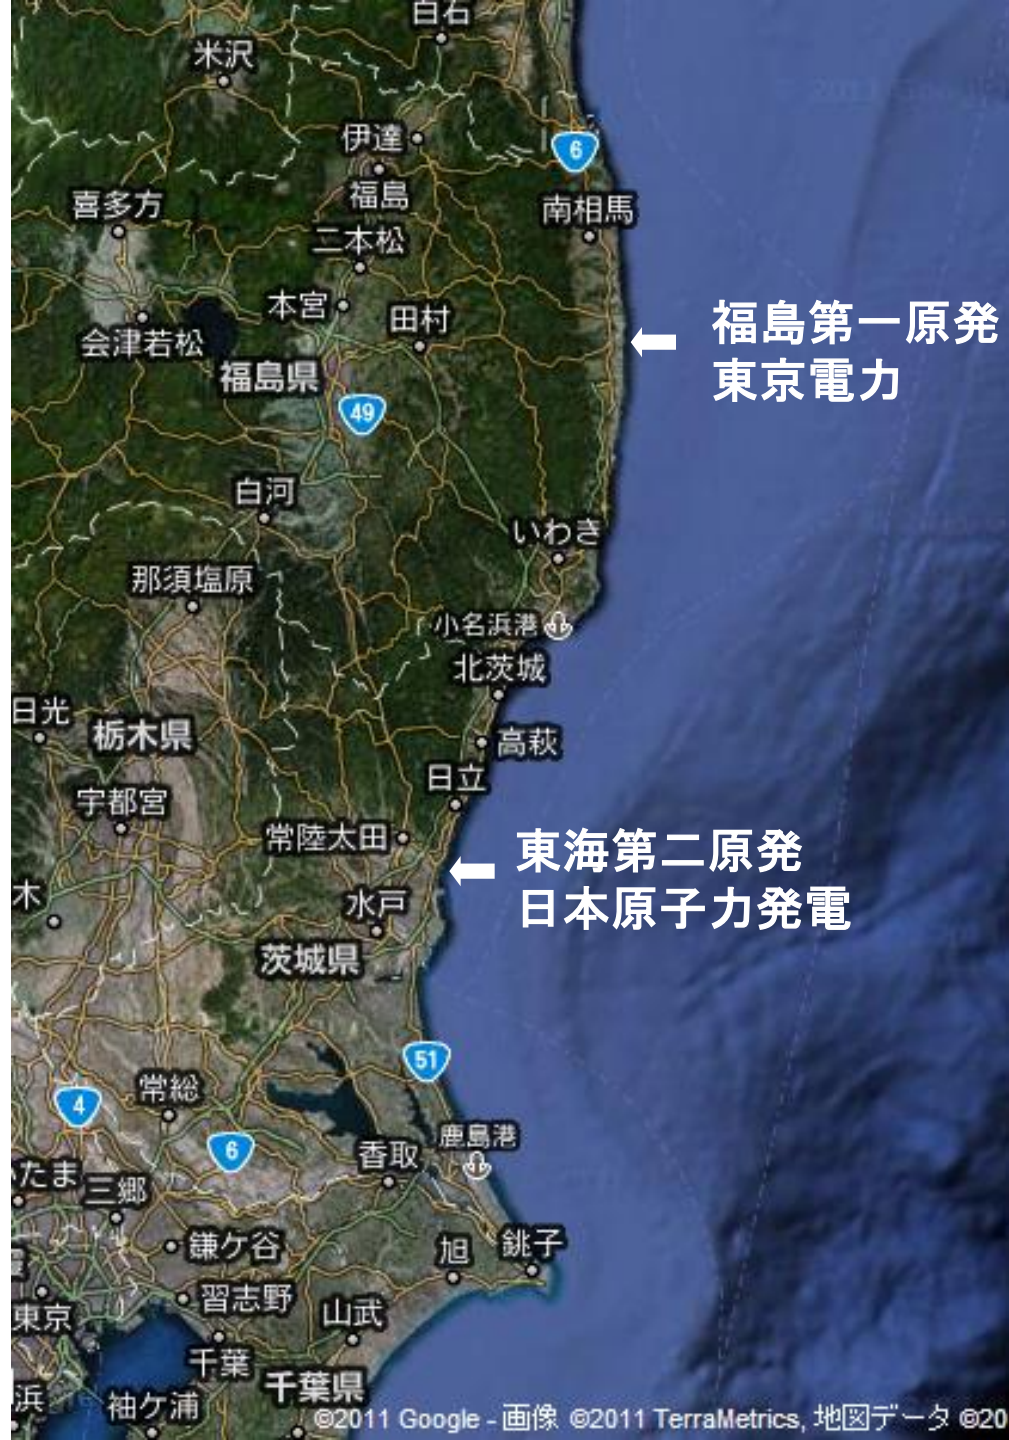 白石
米沢
伊達
6
福島
喜多方
南相馬
二本松
本宮
田村
福島第一原発
会津若松
東京電力
福島県
49
白河
いわき
那須塩原
小名浜港
北茨城
日光
栃木県
高萩
日立
宇都宮
常陸太田
東海第二原発
木
水戸
日本原子力発電
茨城県
51
常総
4
鹿島港
6
香取
たま
三郷
鎌ケ谷
旭
銚子
習志野
東京
山武
千葉
千葉県
浜
袖ケ浦
©2011 Google - 画像 ©2011 TerraMetrics, 地図データ ©20